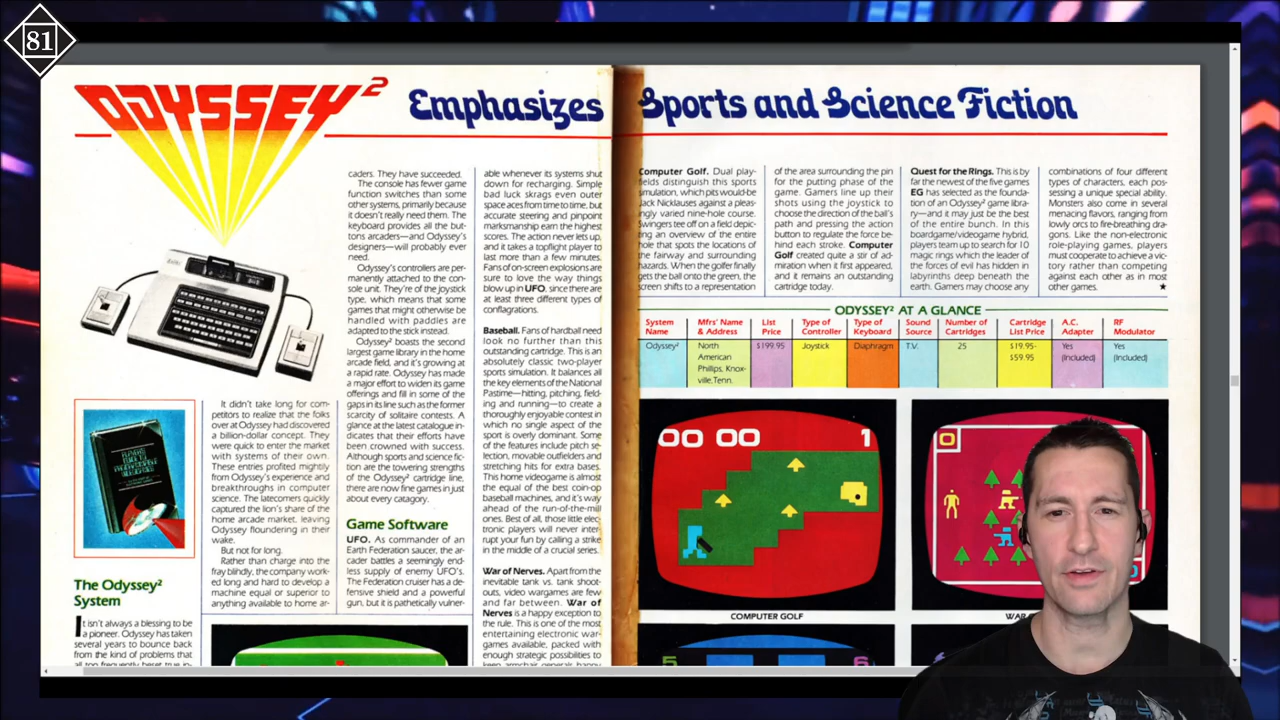 81
ODYSSEY²
Emphasizes Sports and Science Fiction
The Odyssey²
System
It isn't always a blessing to be
a pioneer. Odyssey has taken
several years to bounce back
from the kind of problems that
all too frequently beset true in-
It didn't take long for com-
petitors to realize that the folks
over at Odyssey had discovered
a billion-dollar concept. They
were quick to enter the market
with systems of their own.
These entries profited mightily
from Odyssey's experience and
breakthroughs in computer
science. The latecomers quickly
captured the lion's share of the
home arcade market, leaving
Odyssey floundering in their
wake.
But not for long.
Rather than charge into the
fray blindly, the company work-
ed long and hard to develop a
machine equal or superior to
anything available to home ar-
caders. They have succeeded.
The console has fewer game
function switches than some
other systems, primarily because
it doesn't really need them. The
keyboard provides all the but-
tons arcaders—and Odyssey's
designers—will probably ever
need.
Odyssey's controllers are per-
manently attached to the con-
sole unit. They're of the joystick
type, which means that some
games that might otherwise be
handled with paddles are
adapted to the stick instead.
Odyssey² boasts the second
largest game library in the home
arcade field, and it's growing at
a rapid rate. Odyssey has made
a major effort to widen its game
offerings and fill in some of the
gaps in its line such as the former
scarcity of solitaire contests. A
glance at the latest catalogue in-
dicates that their efforts have
been crowned with success.
Although sports and science fic-
tion are the towering strengths
of the Odyssey² cartridge line,
there are now fine games in just
about every catagory.
Game Software
UFO. As commander of an
Earth Federation saucer, the ar-
cader battles a seemingly end-
less supply of enemy UFO's.
The Federation cruiser has a de-
fensive shield and a powerful
gun, but it is pathetically vulner-
able whenever its systems shut
down for recharging. Simple
bad luck skrags even outer
space aces from time to time, but
accurate steering and pinpoint
marksmanship earn the highest
scores. The action never lets up,
and it takes a topflight player to
last more than a few minutes.
Fans of on-screen explosions are
sure to love the way things
blow up in UFO, since there are
at least three different types of
conflagrations.
Baseball. Fans of hardball need
look no further than this
outstanding cartridge. This is an
absolutely classic two-player
sports simulation. It balances all
the key elements of the National
Pastime—hitting, pitching, field-
ing and running—to create a
thoroughly enjoyable contest in
which no single aspect of the
sport is overly dominant. Some
of the features include pitch se-
lection, movable outfielders and
stretching hits for extra bases.
This home videogame is almost
the equal of the best coin-op
baseball machines, and it's way
ahead of the run-of-the-mill
ones. Best of all, those little elec-
tronic players will never inter-
rupt your fun by calling a strike
in the middle of a crucial series.
War of Nerves. Apart from the
inevitable tank vs. tank shoot-
outs, video wargames are few
and far between. War of
Nerves is a happy exception to
the rule. This is one of the most
entertaining electronic war-
games available, packed with
enough strategic possibilities to
keep armchair generals happy
Computer Golf. Dual play-
fields distinguish this sports
simulation, which pits would-be
Jack Nicklauses against a pleas-
ingly varied nine-hole course.
Swingers tee off on a field depic-
ting an overview of the entire
hole that spots the locations of
the fairway and surrounding
hazards. When the golfer finally
gets the ball onto the green, the
screen shifts to a representation
of the area surrounding the pin
for the putting phase of the
game. Gamers line up their
shots using the joystick to
choose the direction of the ball's
path and pressing the action
button to regulate the force be-
hind each stroke. Computer
Golf created quite a stir of ad-
miration when it first appeared,
and it remains an outstanding
cartridge today.
Quest for the Rings. This is by
far the newest of the five games
EG has selected as the founda-
tion of an Odyssey² game libra-
ry—and it may just be the best
of the entire bunch. In this
boardgame/videogame hybrid,
players team up to search for 10
magic rings which the leader of
the forces of evil has hidden in
labyrinths deep beneath the
earth. Gamers may choose any
combinations of four different
types of characters, each pos-
sessing a unique special ability.
Monsters also come in several
menacing flavors, ranging from
lowly orcs to fire-breathing dra-
gons. Like the non-electronic
role-playing games, players
must cooperate to achieve a vic-
tory rather than competing
against each other as in most
other games. ★
ODYSSEY² AT A GLANCE
System Name Mfrs' Name & Address List Price Type of Controller Type of Keyboard Sound Source Number of Cartridges Cartridge List Price A.C. Adapter RF Modulator
Odyssey² North American Phillips, Knox-ville, Tenn. $199.95 Joystick Diaphragm T.V. 25 $19.95-$59.95 Yes (Included) Yes (Included)
00 00 1
0
COMPUTER GOLF
WAR
5 6